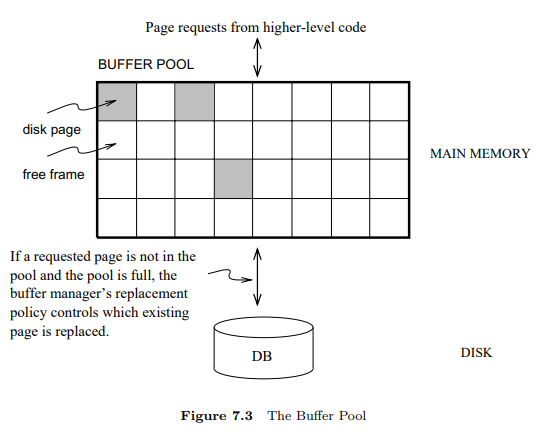 Page requests from higher-level code
BUFFER POOL
disk page
free frame
MAIN MEMORY
If a requested page is not in the
pool and the pool is full, the
buffer manager's replacement
policy controls which existing
page is replaced.
DB
DISK
Figure 7.3 The Buffer Pool